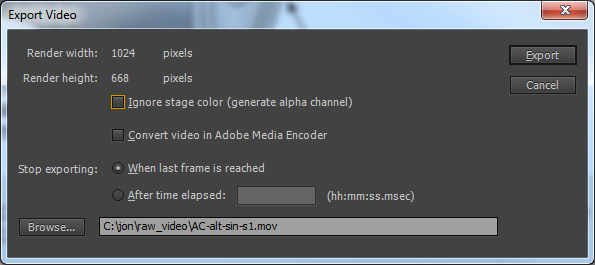 Export Video
Render width: 1024 pixels
Export
Render height: 668 pixels
Cancel
Ignore stage color (generate alpha channel)
Convert video in Adobe Media Encoder
Stop exporting: When last frame is reached
After time elapsed: (hh:mm:ss.msec)
Browse... C:\jon\raw_video\AC-alt-sin-s1.mov